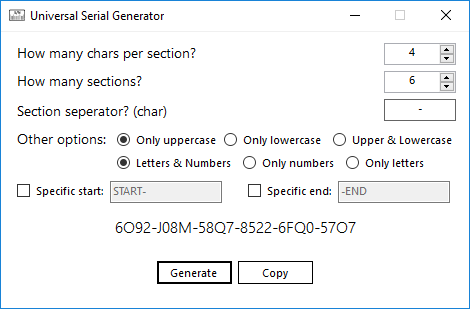 Universal Serial Generator
How many chars per section? 4
How many sections? 6
Section seperator? (char) -
Other options: Only uppercase Only lowercase Upper & Lowercase
Letters & Numbers Only numbers Only letters
Specific start: START- Specific end: -END
6O92-J08M-58Q7-8522-6FQ0-57O7
Generate Copy